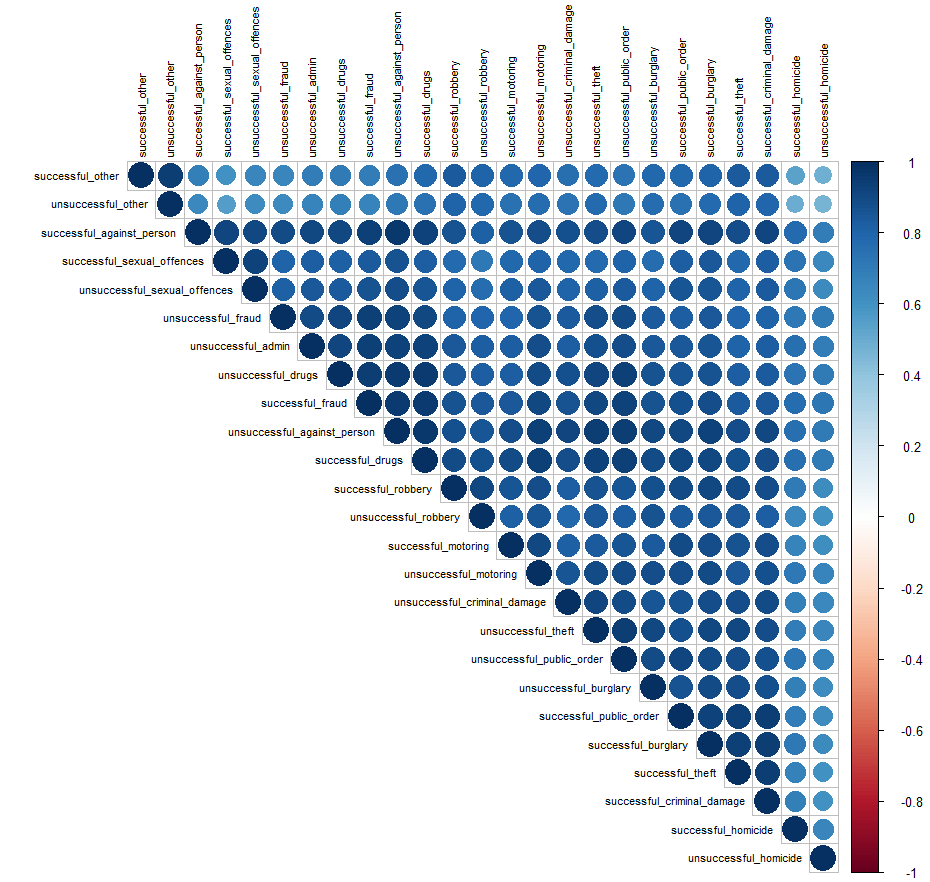 successful_other
unsuccessful_other
successful_against_person
successful_sexual_offences
unsuccessful_sexual_offences
unsuccessful_fraud
unsuccessful_admin
unsuccessful_drugs
successful_fraud
unsuccessful_against_person
successful_drugs
successful_robbery
unsuccessful_robbery
successful_motoring
unsuccessful_motoring
unsuccessful_criminal_damage
unsuccessful_theft
unsuccessful_public_order
unsuccessful_burglary
successful_public_order
successful_burglary
successful_theft
successful_criminal_damage
successful_homicide
unsuccessful_homicide
successful_other
unsuccessful_other
successful_against_person
successful_sexual_offences
unsuccessful_sexual_offences
unsuccessful_fraud
unsuccessful_admin
unsuccessful_drugs
successful_fraud
unsuccessful_against_person
successful_drugs
successful_robbery
unsuccessful_robbery
successful_motoring
unsuccessful_motoring
unsuccessful_criminal_damage
unsuccessful_theft
unsuccessful_public_order
unsuccessful_burglary
successful_public_order
successful_burglary
successful_theft
successful_criminal_damage
successful_homicide
unsuccessful_homicide
1
0.8
0.6
0.4
0.2
0
-0.2
-0.4
-0.6
-0.8
-1